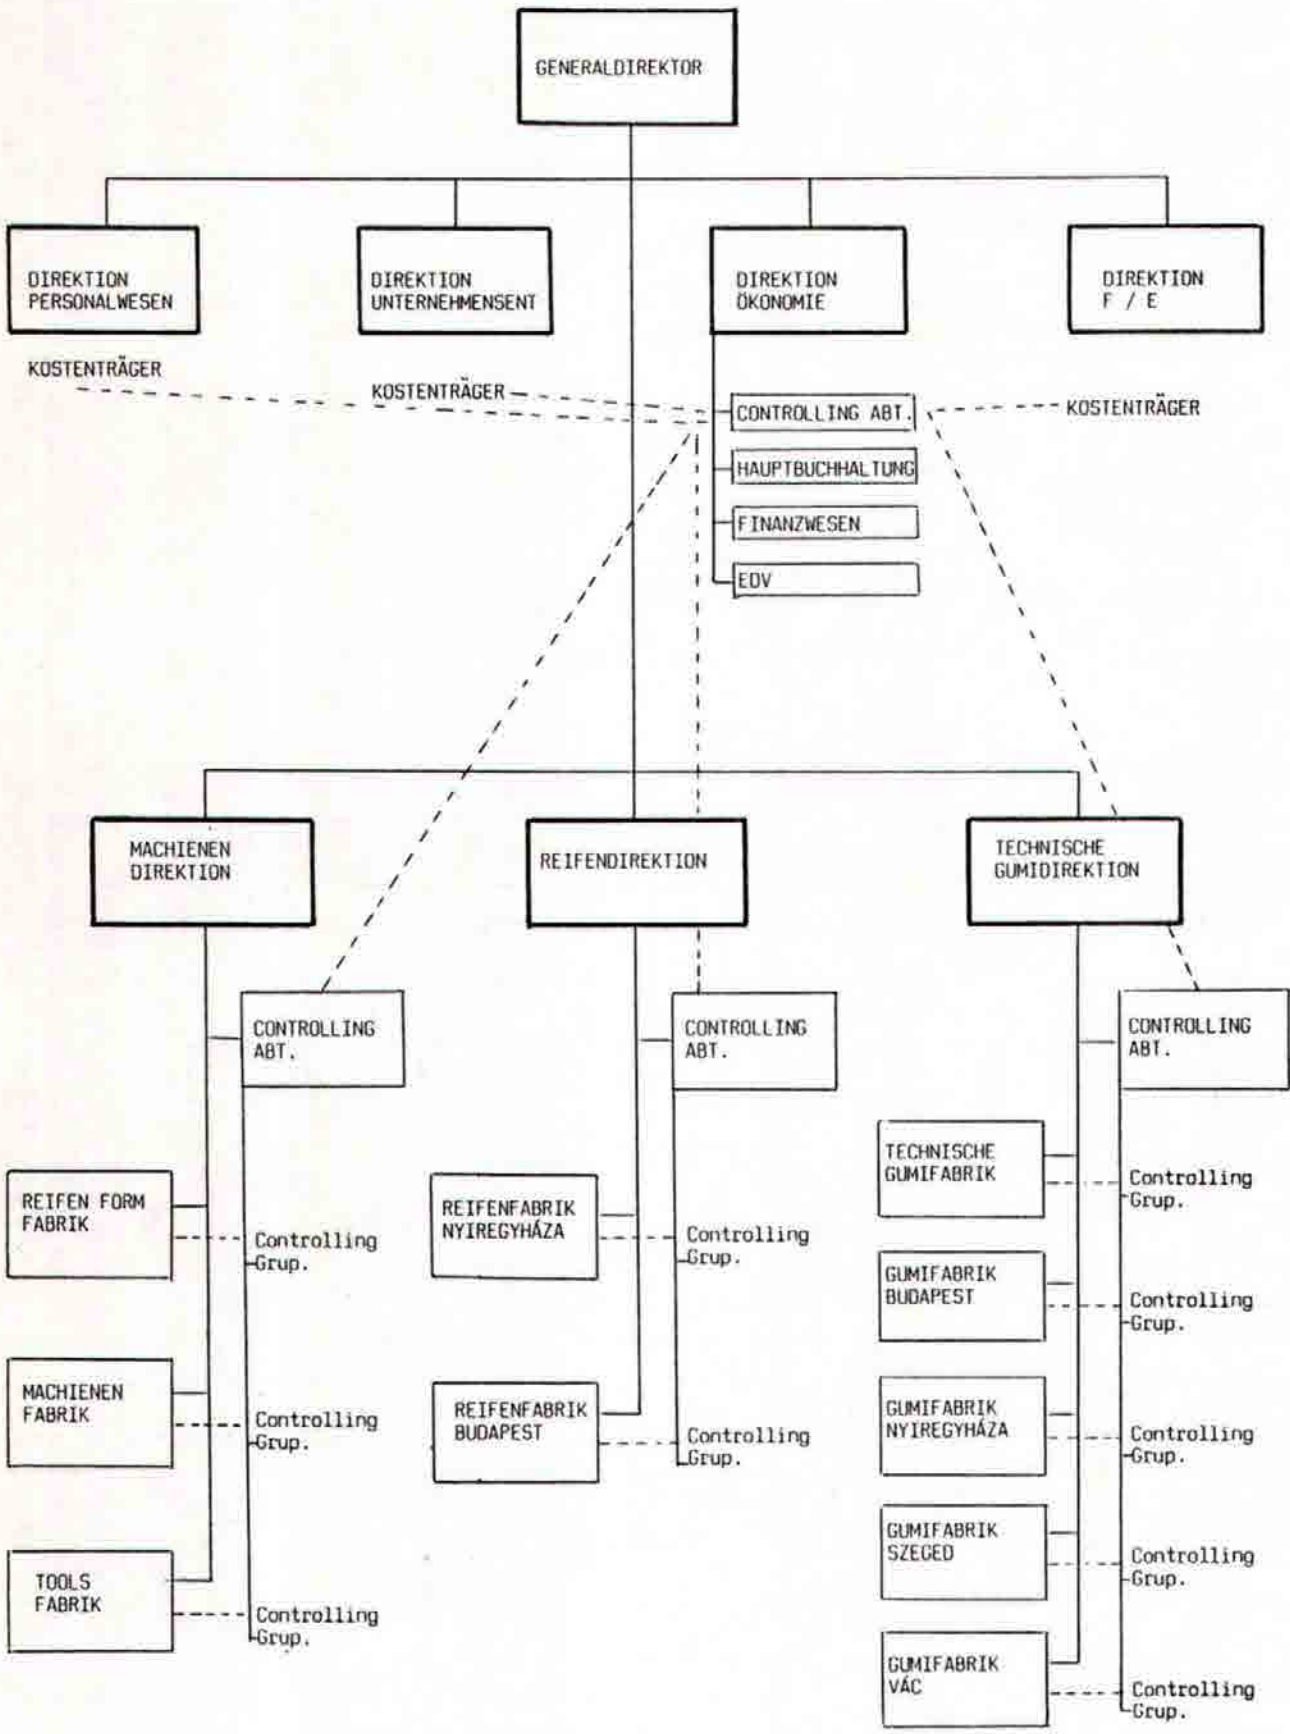 GENERALDIREKTOR
DIREKTION
PERSONALWESEN
DIREKTION
UNTERNEHMENSENT
DIREKTION
ÖKONOMIE
DIREKTION
F / E
KOSTENTRÄGER
KOSTENTRÄGER
CONTROLLING ABT.
KOSTENTRÄGER
HAUPTBUCHHALTUNG
FINANZWESEN
EDV
MACHIENEN
DIREKTION
REIFENDIREKTION
TECHNISCHE
GUMIDIREKTION
CONTROLLING
ABT.
CONTROLLING
ABT.
CONTROLLING
ABT.
REIFEN FORM
FABRIK
Controlling
Grup.
MACHIENEN
FABRIK
Controlling
Grup.
TOOLS
FABRIK
Controlling
Grup.
REIFENFABRIK
NYIREGYHÁZA
Controlling
Grup.
REIFENFABRIK
BUDAPEST
Controlling
Grup.
TECHNISCHE
GUMIFABRIK
Controlling
Grup.
GUMIFABRIK
BUDAPEST
Controlling
Grup.
GUMIFABRIK
NYIREGYHÁZA
Controlling
Grup.
GUMIFABRIK
SZEGED
Controlling
Grup.
GUMIFABRIK
VÁC
Controlling
Grup.